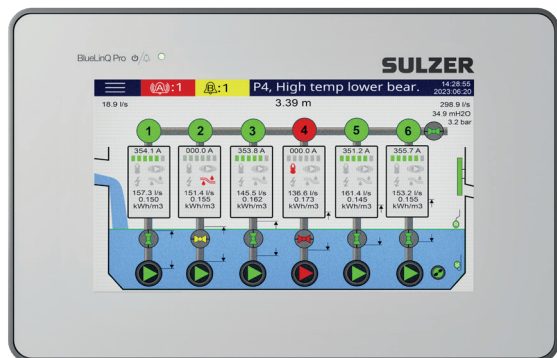 BlueLinQ Pro
SULZER
(A):1
B:1
P4, High temp lower bear.
14:28:55
2023:06:20
18.9 l/s
3.39 m
298.9 l/s
34.9 mH2O
3.2 bar
1 2 3 4 5 6
354.1 A 000.0 A 353.8 A 000.0 A 351.2 A 355.7 A
157.3 l/s 151.4 l/s 145.5 l/s 136.6 l/s 161.4 l/s 153.2 l/s
0.150 0.155 0.162 0.173 0.145 0.155
kWh/m3 kWh/m3 kWh/m3 kWh/m3 kWh/m3 kWh/m3